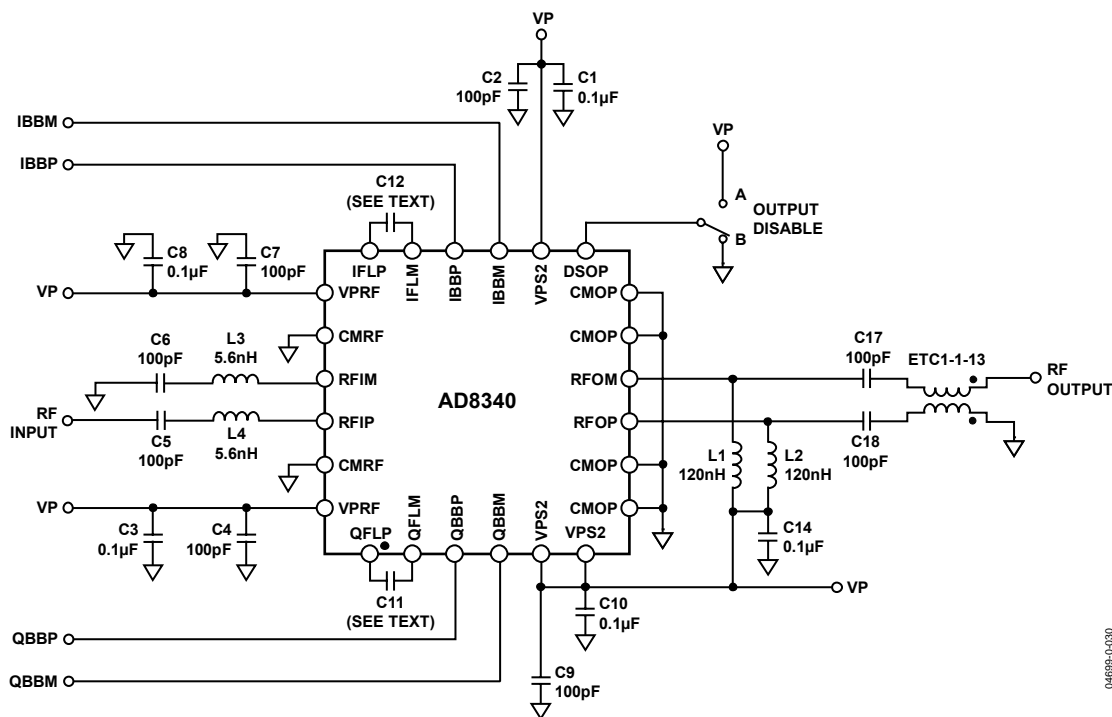 VP
C2
100pF
C1
0.1µF
IBBM
IBBP
VP
A
B
OUTPUT
DISABLE
C12
(SEE TEXT)
C8
0.1µF
C7
100pF
VP
IFLP
IFLM
IBBP
IBBM
VPS2
DSOP
VPRF
CMRF
RFIM
RFIP
CMRF
VPRF
AD8340
CMOP
CMOP
RFOM
RFOP
CMOP
CMOP
C6
100pF
L3
5.6nH
RF
INPUT
C5
100pF
L4
5.6nH
C17
100pF
ETC1-1-13
RF
OUTPUT
C18
100pF
L1
120nH
L2
120nH
C14
0.1µF
VP
C3
0.1µF
C4
100pF
QFLP
QFLM
QBBP
QBBM
VPS2
VPS2
C11
(SEE TEXT)
VP
C10
0.1µF
C9
100pF
QBBP
QBBM
04699-0-030